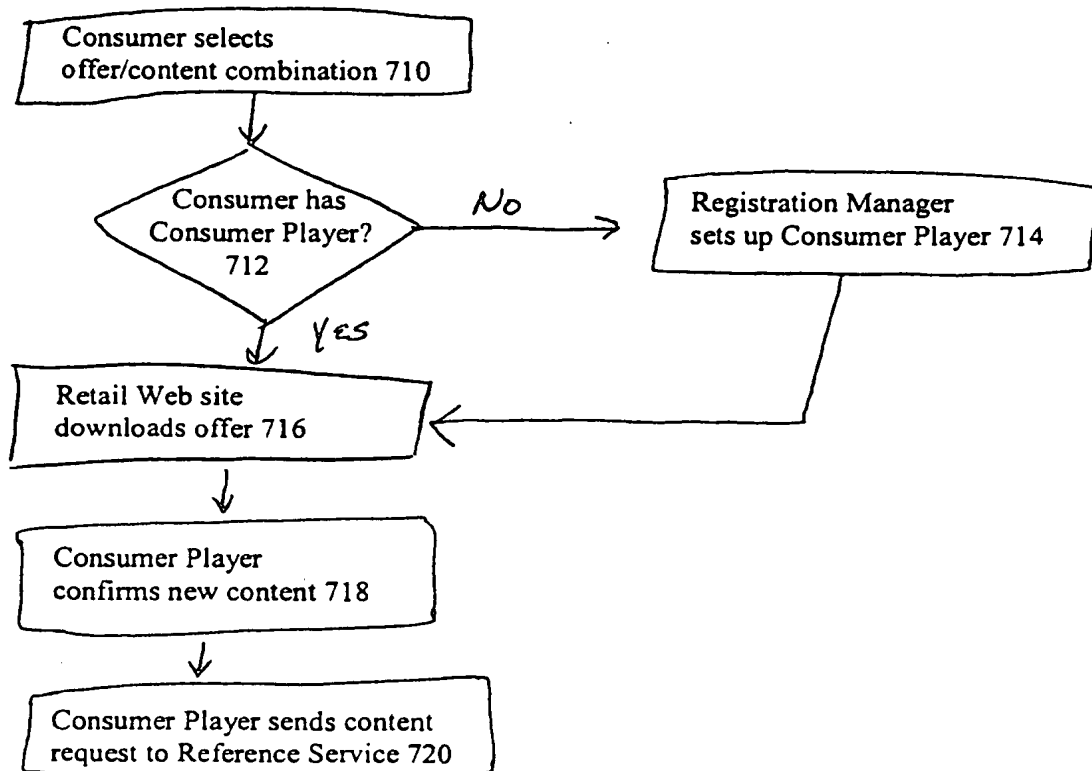 Consumer selects
offer/content combination 710
Consumer has
Consumer Player?
712
No
Registration Manager
sets up Consumer Player 714
Yes
Retail Web site
downloads offer 716
Consumer Player
confirms new content 718
Consumer Player sends content
request to Reference Service 720